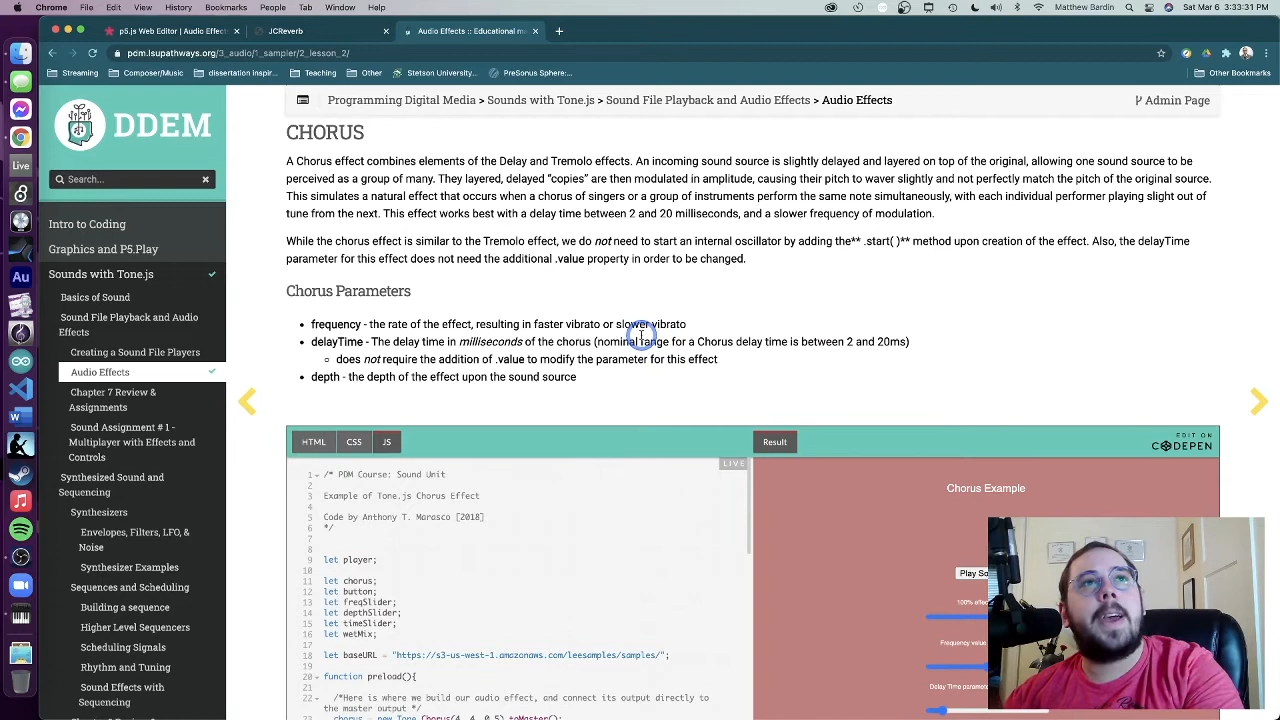 Chrome File Edit View History Bookmarks Profiles Tab Window Help
Matthew Bardin
Sat Mar 6 3:33:31 PM
p5.js Web Editor | Audio Effect
JCReverb
Audio Effects :: Educational m
pdm.lsupathways.org/3_audio/1_sampler/2_lesson_2/
Streaming Composer/Music dissertation inspir... Teaching Other Stetson University... PreSonus Sphere:... Other Bookmarks
DDEM
Search...
Intro to Coding
Graphics and P5.Play
Sounds with Tone.js
Basics of Sound
Sound File Playback and Audio
Effects
Creating a Sound File Players
Audio Effects
Chapter 7 Review &
Assignments
Sound Assignment # 1 -
Multiplayer with Effects and
Controls
Synthesized Sound and
Sequencing
Synthesizers
Envelopes, Filters, LFO, &
Noise
Synthesizer Examples
Sequences and Scheduling
Building a sequence
Higher Level Sequencers
Scheduling Signals
Rhythm and Tuning
Sound Effects with
Sequencing
Programming Digital Media > Sounds with Tone.js > Sound File Playback and Audio Effects > Audio Effects
Admin Page
CHORUS
A Chorus effect combines elements of the Delay and Tremolo effects. An incoming sound source is slightly delayed and layered on top of the original, allowing one sound source to be
perceived as a group of many. They layered, delayed “copies” are then modulated in amplitude, causing their pitch to waver slightly and not perfectly match the pitch of the original source.
This simulates a natural effect that occurs when a chorus of singers or a group of instruments perform the same note simultaneously, with each individual performer playing slight out of
tune from the next. This effect works best with a delay time between 2 and 20 milliseconds, and a slower frequency of modulation.
While the chorus effect is similar to the Tremolo effect, we do not need to start an internal oscillator by adding the** .start( )** method upon creation of the effect. Also, the delayTime
parameter for this effect does not need the additional .value property in order to be changed.
Chorus Parameters
frequency - the rate of the effect, resulting in faster vibrato or slower vibrato
delayTime - The delay time in milliseconds of the chorus (nominal range for a Chorus delay time is between 2 and 20ms)
does not require the addition of .value to modify the parameter for this effect
depth - the depth of the effect upon the sound source
HTML CSS JS
Result
EDIT ON
CODEPEN
LIVE
1 /* PDM Course: Sound Unit
2
3 Example of Tone.js Chorus Effect
4
5 Code by Anthony T. Marasco [2018]
6 */
7
8
9 let player;
10
11 let chorus;
12 let button;
13 let freqSlider;
14 let depthSlider;
15 let timeSlider;
16 let wetMix;
17
18 let baseURL = "https://s3-us-west-1.amazonaws.com/leesamples/samples/";
19
20 function preload(){
21
22 /*Here is where we build our audio effect, and connect its output directly to
the master output */
23 chorus = new Tone.Chorus(4, 4, 0.5).toMaster();
Chorus Example
Play So
100% effec
Frequency value
Delay Time paramete
Live
Au